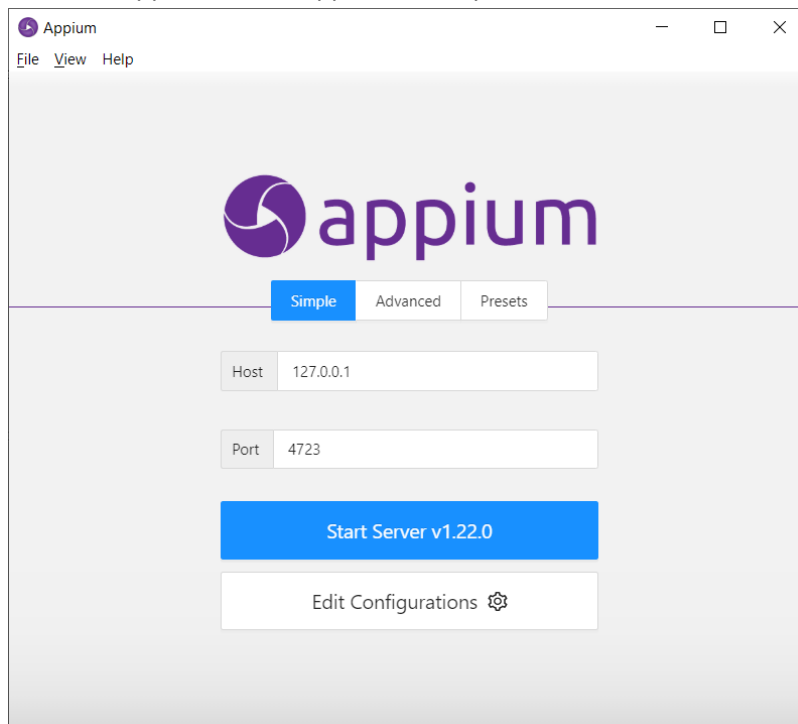 Appium
File View Help
appium
Simple Advanced Presets
Host 127.0.0.1
Port 4723
Start Server v1.22.0
Edit Configurations